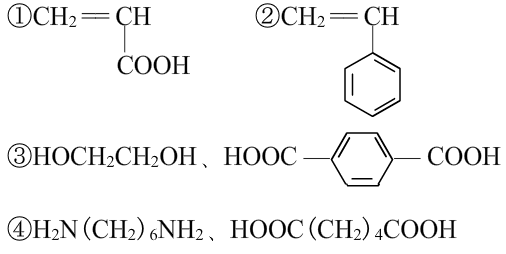 ①CH₂═CH ②CH₂═CH
COOH
③HOCH₂CH₂OH、HOOC COOH
④H₂N(CH₂)₆NH₂、HOOC(CH₂)₄COOH